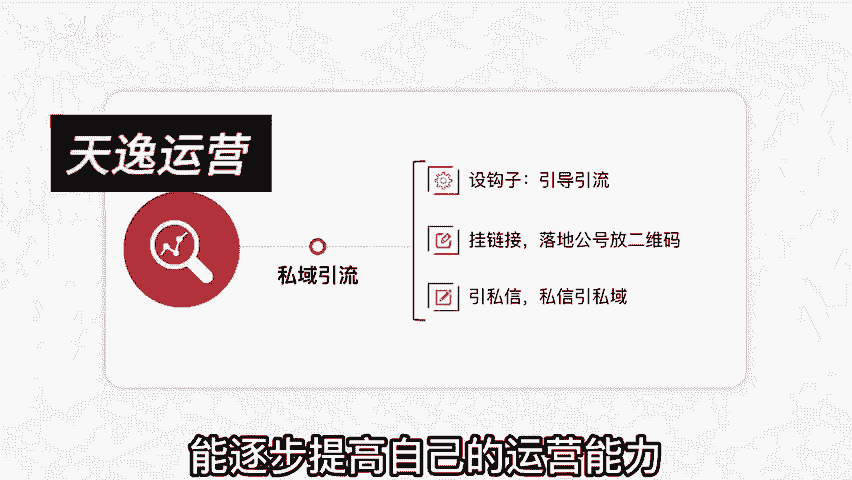 天逸运营
私域引流
设钩子：引导引流
挂链接，落地公号放二维码
引私信，私信引私域
能逐步提高自己的运营能力